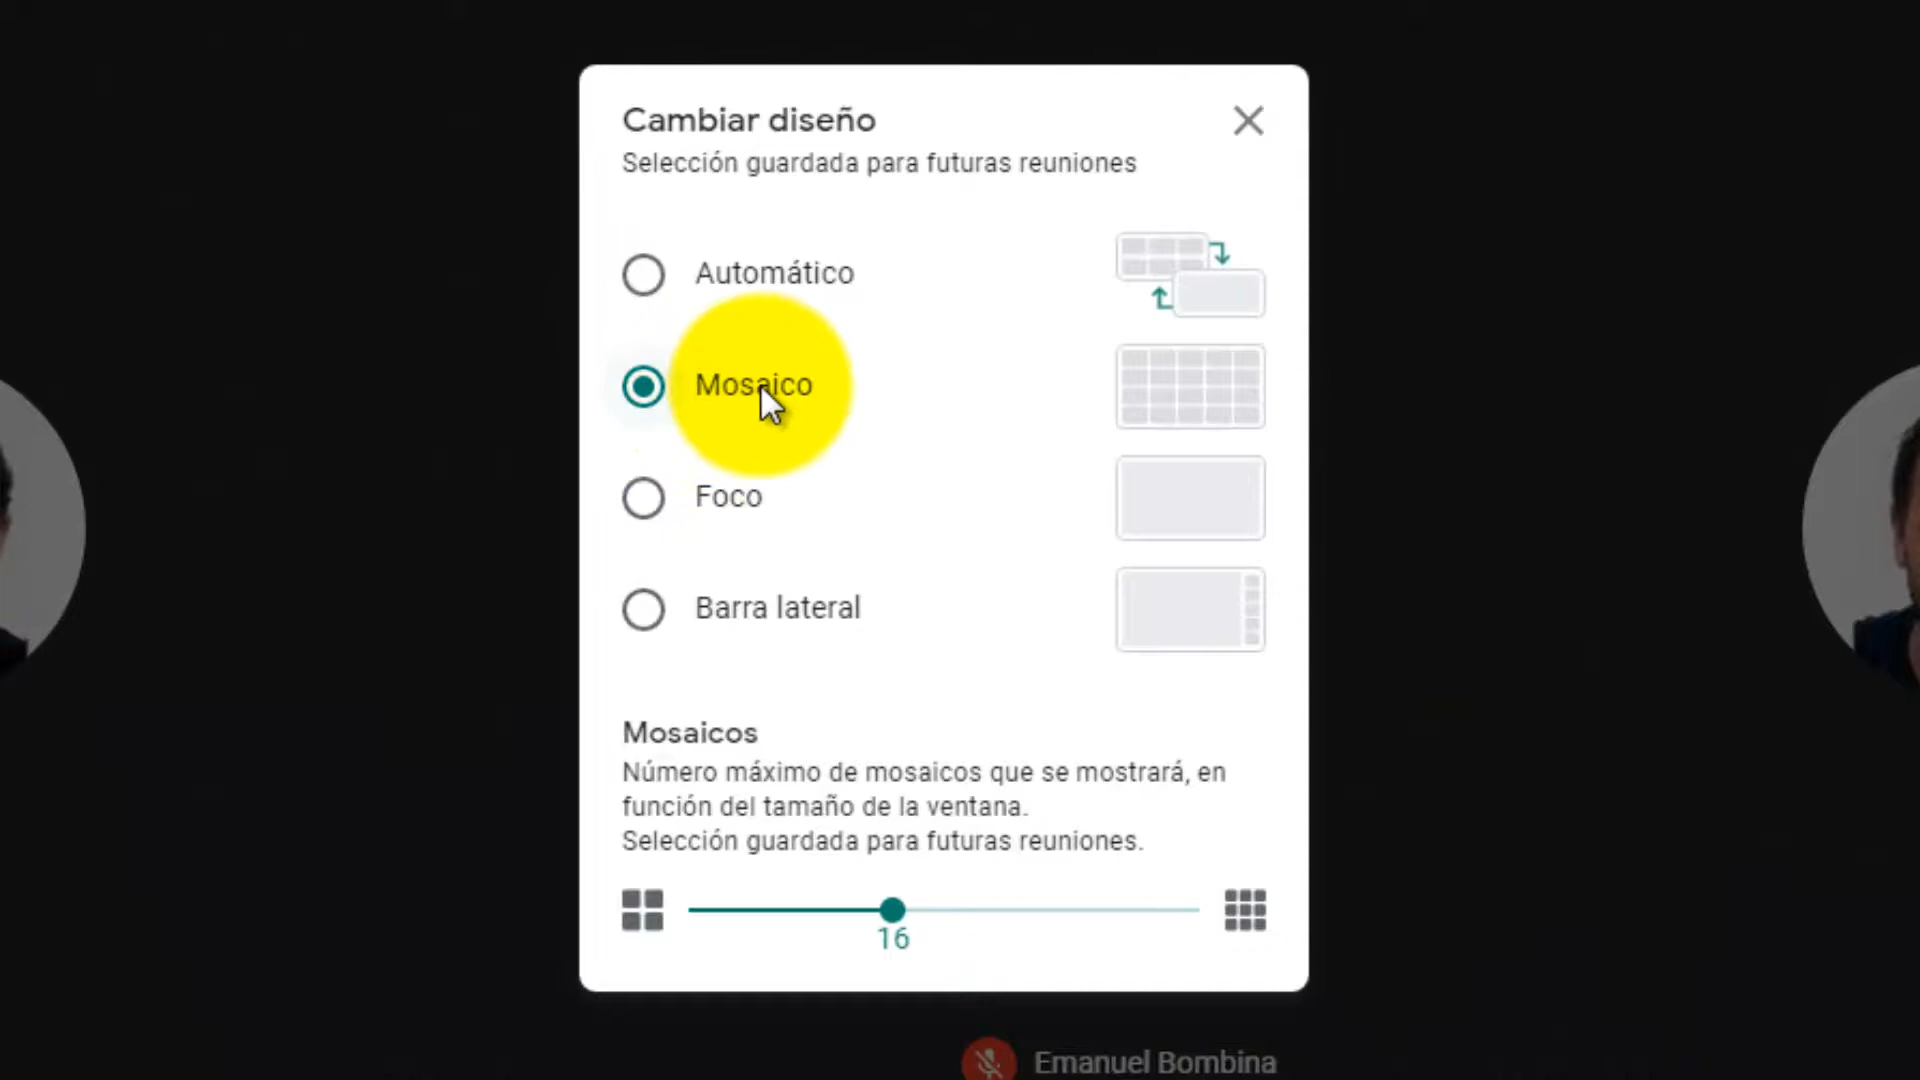 Cambiar diseño
Selección guardada para futuras reuniones
Automático
Mosaico
Foco
Barra lateral
Mosaicos
Número máximo de mosaicos que se mostrará, en
función del tamaño de la ventana.
Selección guardada para futuras reuniones.
16
Emanuel Bombina